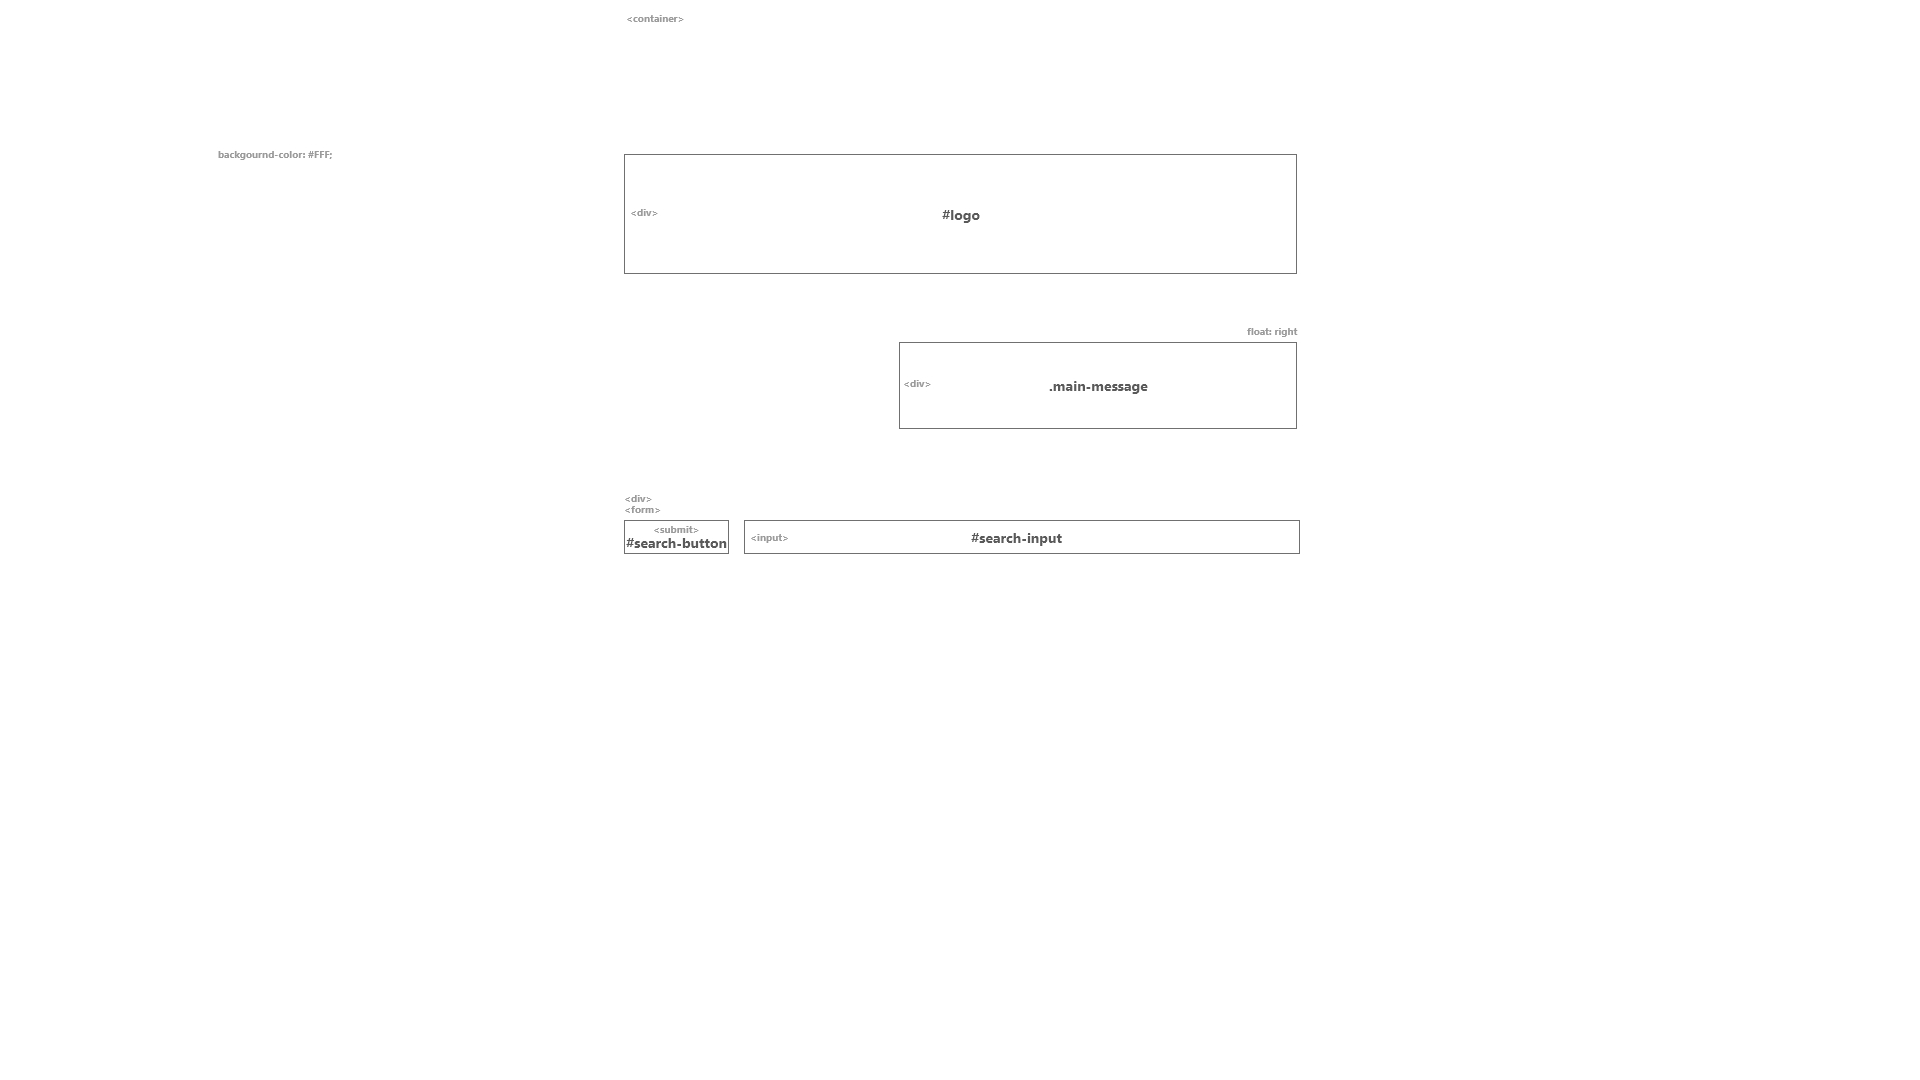 <container>
backgournd-color: #FFF;
<div>
#logo
float: right
<div>
.main-message
<div>
<form>
<submit>
#search-button
<input>
#search-input